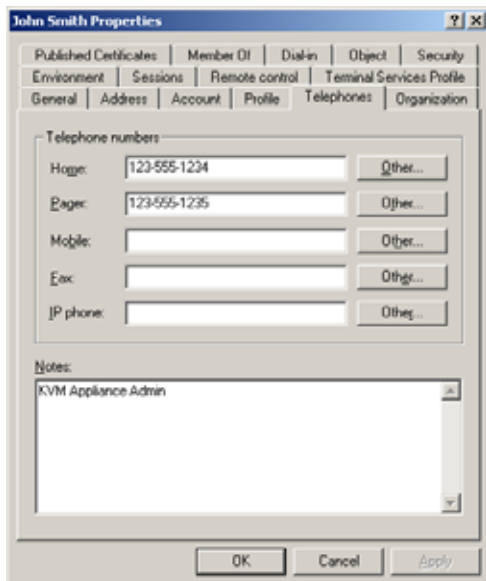 John Smith Properties
Published Certificates Member Of Dial-in Object Security
Environment Sessions Remote control Terminal Services Profile
General Address Account Profile Telephones Organization
Telephone numbers
Home: 123-555-1234 Other...
Pager: 123-555-1235 Other...
Mobile: Other...
Fax: Other...
IP phone: Other...
Notes:
KVM Appliance Admin
OK Cancel Apply